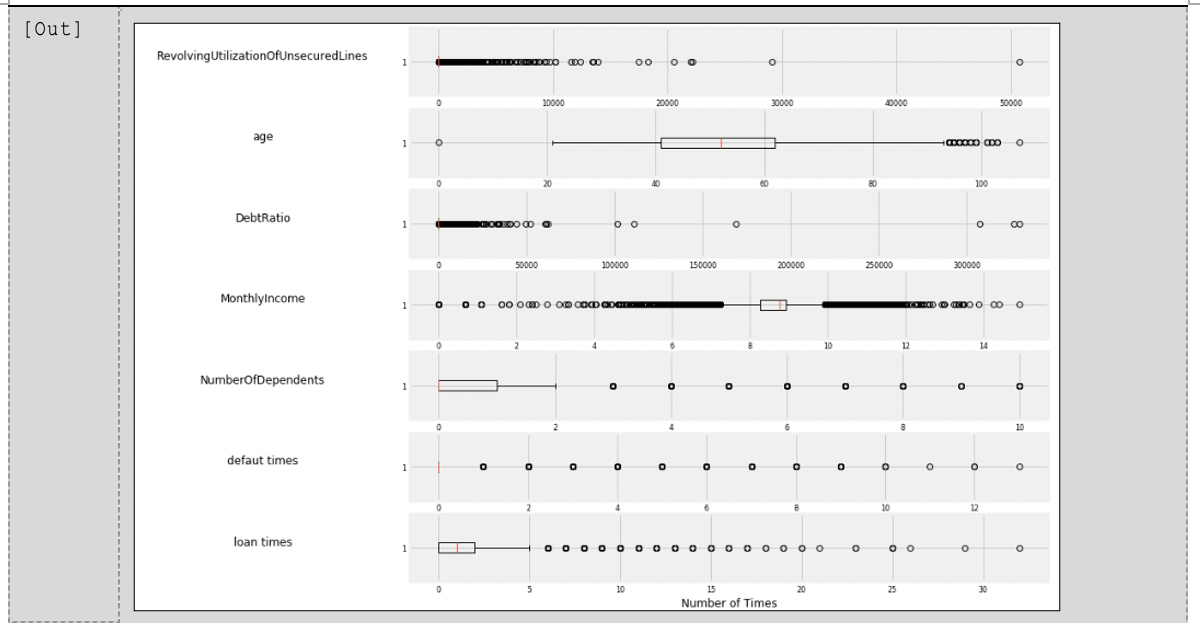 [Out]
RevolvingUtilizationOfUnsecuredLines
1
0 10000 20000 30000 40000 50000
age
1
0 20 40 60 80 100
DebtRatio
1
0 50000 100000 150000 200000 250000 300000
MonthlyIncome
1
0 2 4 6 8 10 12 14
NumberOfDependents
1
0 2 4 6 8 10
defaut times
1
0 2 4 6 8 10 12
loan times
1
0 5 10 15 20 25 30
Number of Times